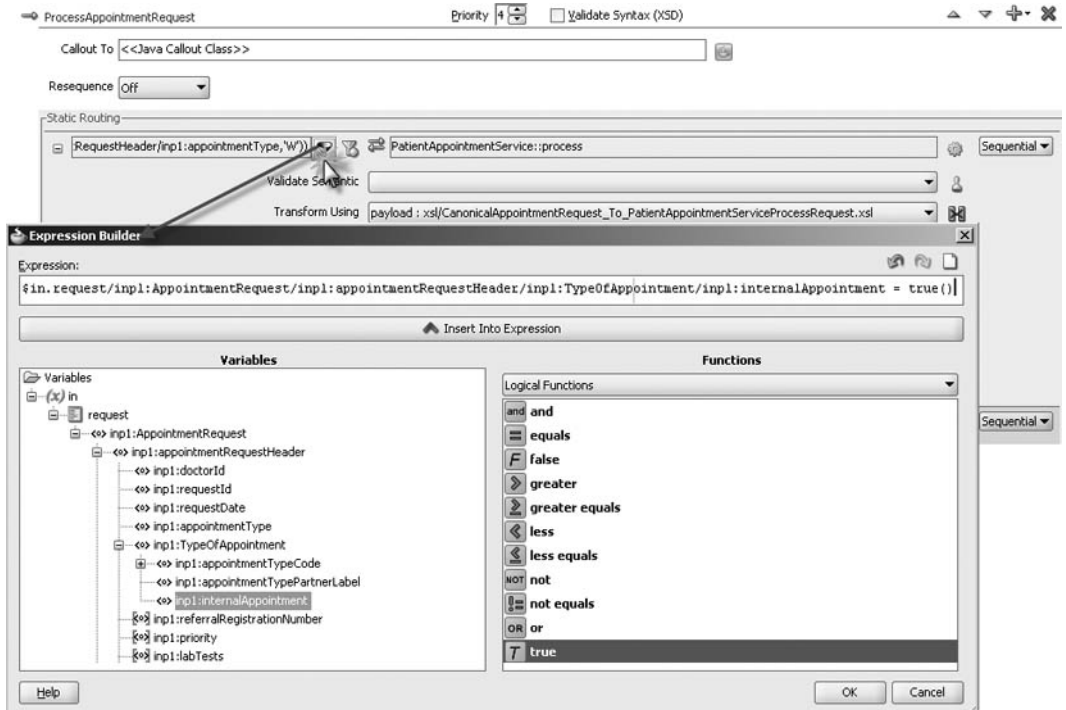 ProcessAppointmentRequest Priority 4 Validate Syntax (XSD)
Callout To <<Java Callout Class>>
Resequence Off
Static Routing
RequestHeader/inp1:appointmentType,'W')) PatientAppointmentService::process Sequential
Validate Semantic
Transform Using payload : xsl/CanonicalAppointmentRequest_To_PatientAppointmentServiceProcessRequest.xsl
Expression Builder
Expression:
$in.request/inp1:AppointmentRequest/inp1:appointmentRequestHeader/inp1:TypeOfAppointment/inp1:internalAppointment = true()
Insert Into Expression
Variables Functions
Variables
Logical Functions
(x) in
request
inp1:AppointmentRequest
inp1:appointmentRequestHeader
inp1:doctorId
inp1:requestId
inp1:requestDate
inp1:appointmentType
inp1:TypeOfAppointment
inp1:appointmentTypeCode
inp1:appointmentTypePartnerLabel
inp1:internalAppointment
inp1:referralRegistrationNumber
inp1:priority
inp1:labTests
and and
equals
F false
greater
greater equals
less
less equals
NOT not
not equals
OR or
T true
Sequential
Help OK Cancel